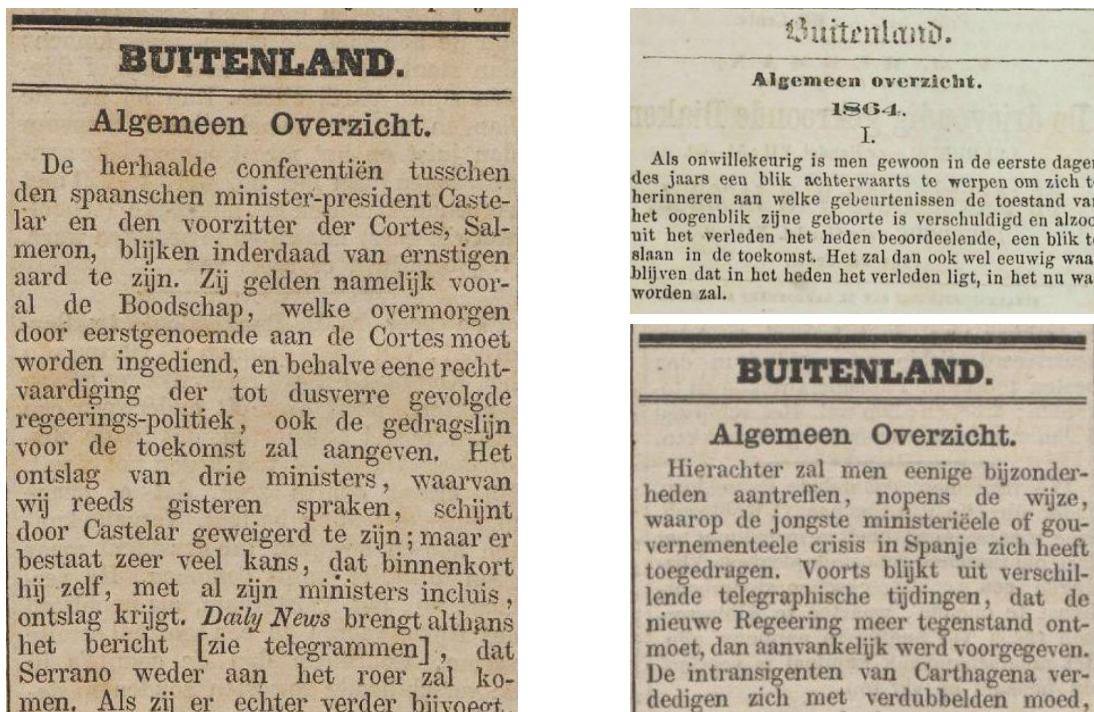 BUITENLAND.
Algemeen Overzicht.
De herhaalde conferentiën tusschen
den spaanschen minister-president Caste-
lar en den voorzitter der Cortes, Sal-
meron, blijken inderdaad van ernstigen
aard te zijn. Zij gelden namelijk voor-
al de Boodschap, welke overmorgen
door eerstgenoemde aan de Cortes moet
worden ingediend, en behalve eene recht-
vaardiging der tot dusverre gevolgde
regeerings-politiek, ook de gedragslijn
voor de toekomst zal aangeven. Het
ontslag van drie ministers, waarvan
wij reeds gisteren spraken, schijnt
door Castelar geweigerd te zijn; maar er
bestaat zeer veel kans, dat binnenkort
hij zelf, met al zijn ministers incluis,
ontslag krijgt. Daily News brengt althans
het bericht [zie telegrammen], dat
Serrano weder aan het roer zal ko-
men. Als zij er echter verder bijvoegt,
Buitenland.
Algemeen overzicht.
1864.
I.
Als onwillekeurig is men gewoon in de eerste dagen
des jaars een blik achterwaarts te werpen om zich t
herinneren aan welke gebeurtenissen de toestand van
het oogenblik zijne geboorte is verschuldigd en alzoo
uit het verleden het heden beoordeelende, een blik t
slaan in de toekomst. Het zal dan ook wel eeuwig waa
blijven dat in het heden het verleden ligt, in het nu wa
worden zal.
BUITENLAND.
Algemeen Overzicht.
Hierachter zal men eenige bijzonder-
heden aantreffen, nopens de wijze,
waarop de jongste ministerieële of gou-
vernementeele crisis in Spanje zich heeft
toegedragen. Voorts blijkt uit verschil-
lende telegraphische tijdingen, dat de
nieuwe Regeering meer tegenstand ont-
moet, dan aanvankelijk werd voorgegeven.
De intransigenten van Carthagena ver-
dedigen zich met verdubbelden moed,